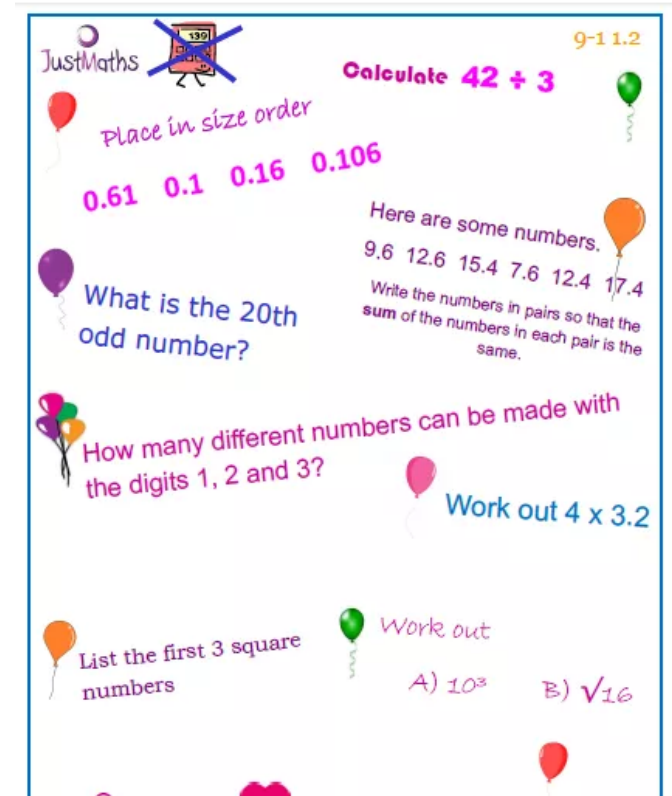 JustMaths
139
9-1 1.2
Calculate 42 ÷ 3
Place in size order
0.61 0.1 0.16 0.106
Here are some numbers.
9.6 12.6 15.4 7.6 12.4 17.4
Write the numbers in pairs so that the
sum of the numbers in each pair is the
same.
What is the 20th
odd number?
How many different numbers can be made with
the digits 1, 2 and 3?
Work out 4 x 3.2
List the first 3 square
numbers
Work out
A) 10³ B) √16